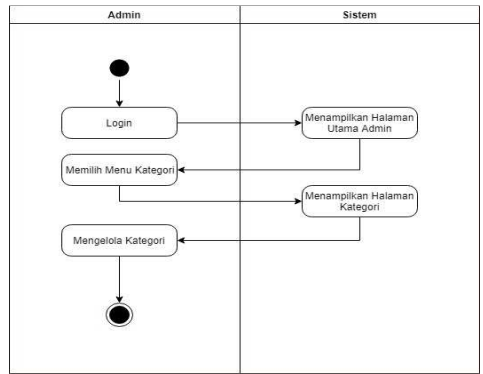 Admin
Sistem
Login
Menampilkan Halaman
Utama Admin
Memilih Menu Kategori
Menampilkan Halaman
Kategori
Mengelola Kategori